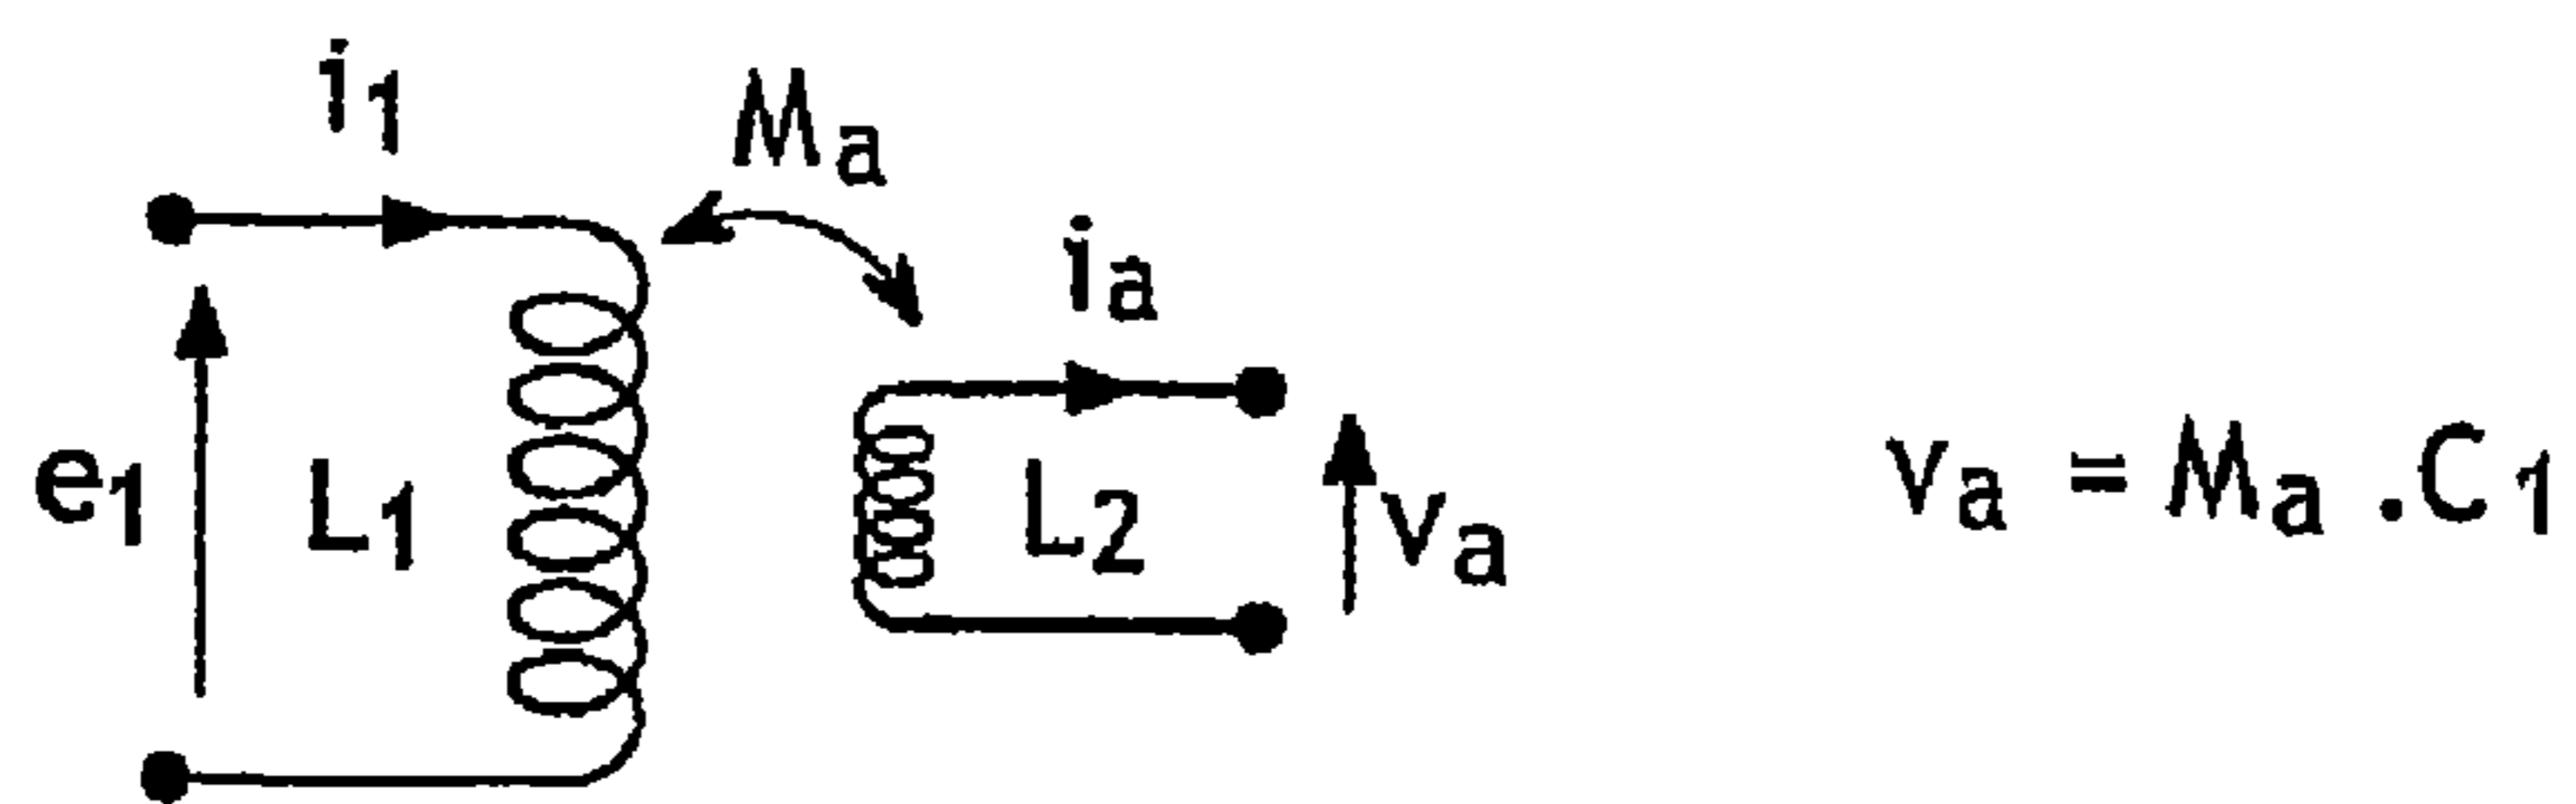 i1
Ma
ia
e1
L1
L2
va
va = Ma .C1